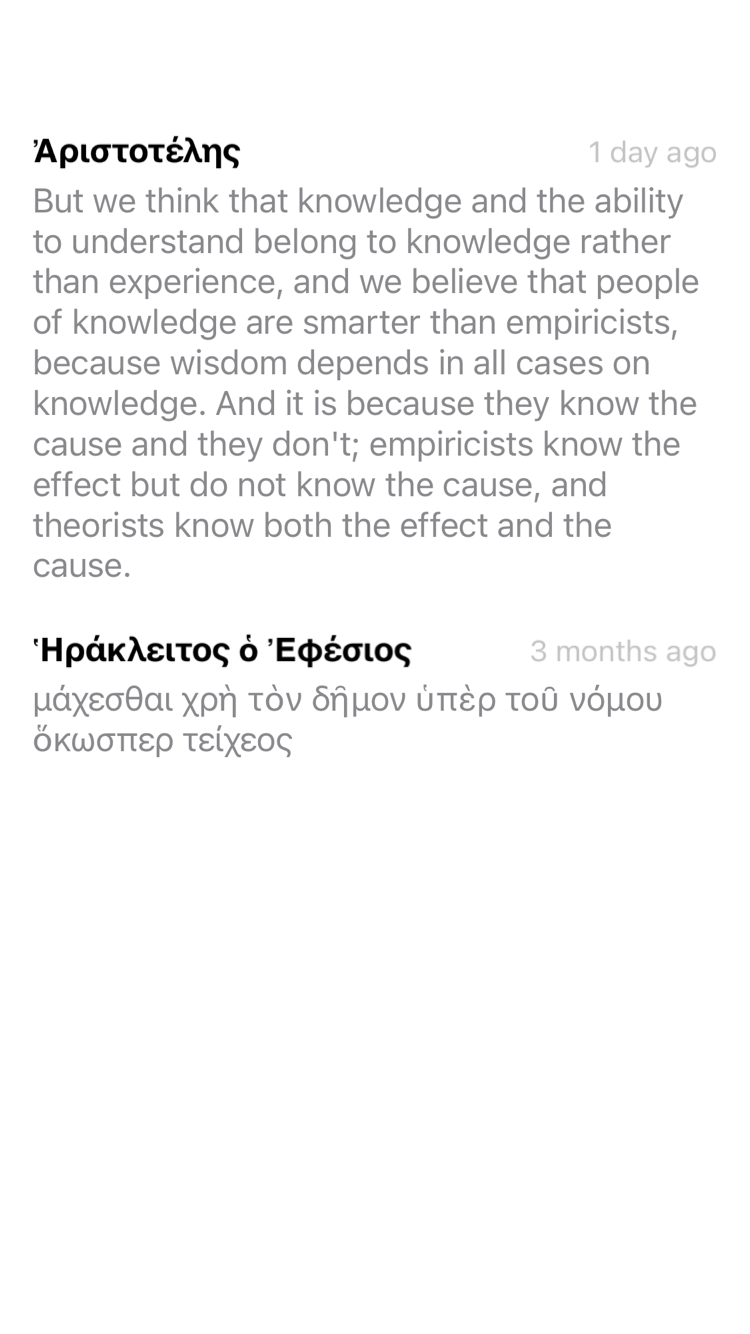 Ἀριστοτέλης 1 day ago
But we think that knowledge and the ability
to understand belong to knowledge rather
than experience, and we believe that people
of knowledge are smarter than empiricists,
because wisdom depends in all cases on
knowledge. And it is because they know the
cause and they don't; empiricists know the
effect but do not know the cause, and
theorists know both the effect and the
cause.
Ἡράκλειτος ὁ Ἐφέσιος 3 months ago
μάχεσθαι χρὴ τὸν δῆμον ὑπὲρ τοῦ νόμου
ὅκωσπερ τείχεος